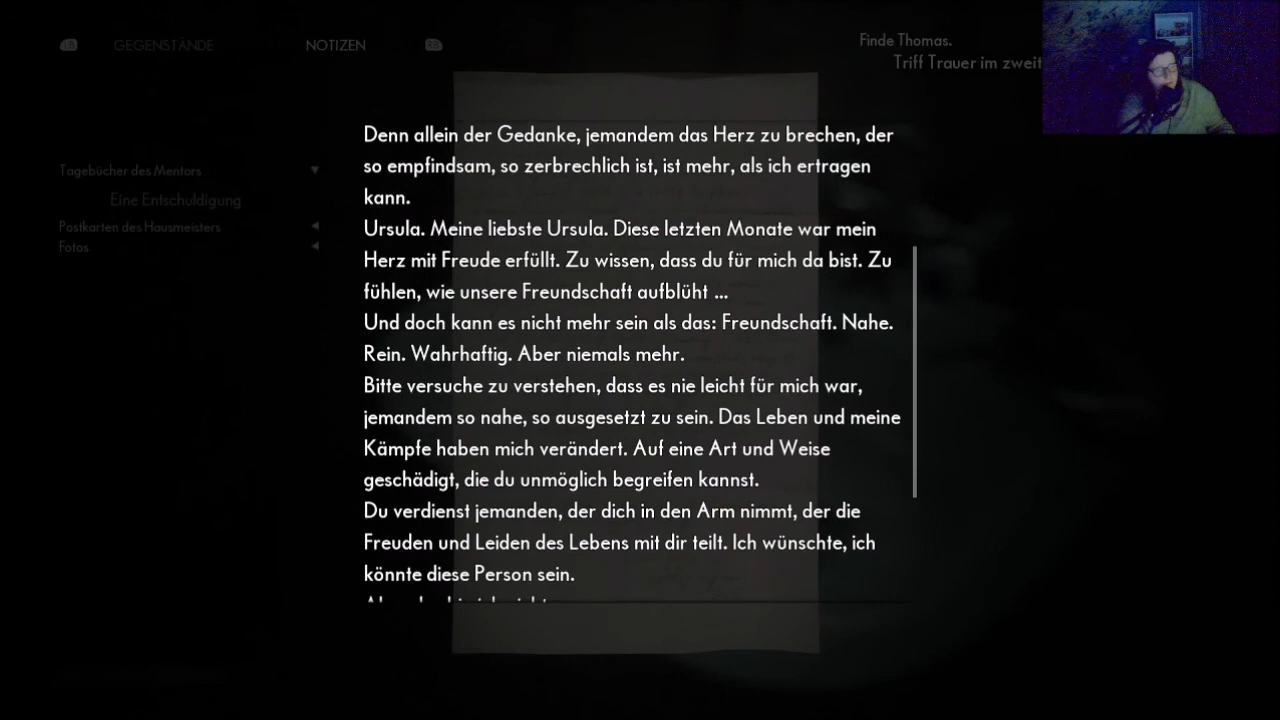 LB GEGENSTÄNDE NOTIZEN RB
Finde Thomas.
Triff Trauer im zweit
Tagebücher des Mentors
Eine Entschuldigung
Postkarten des Hausmeisters
Fotos
Denn allein der Gedanke, jemandem das Herz zu brechen, der
so empfindsam, so zerbrechlich ist, ist mehr, als ich ertragen
kann.
Ursula. Meine liebste Ursula. Diese letzten Monate war mein
Herz mit Freude erfüllt. Zu wissen, dass du für mich da bist. Zu
fühlen, wie unsere Freundschaft aufblüht ...
Und doch kann es nicht mehr sein als das: Freundschaft. Nahe.
Rein. Wahrhaftig. Aber niemals mehr.
Bitte versuche zu verstehen, dass es nie leicht für mich war,
jemandem so nahe, so ausgesetzt zu sein. Das Leben und meine
Kämpfe haben mich verändert. Auf eine Art und Weise
geschädigt, die du unmöglich begreifen kannst.
Du verdienst jemanden, der dich in den Arm nimmt, der die
Freuden und Leiden des Lebens mit dir teilt. Ich wünschte, ich
könnte diese Person sein.